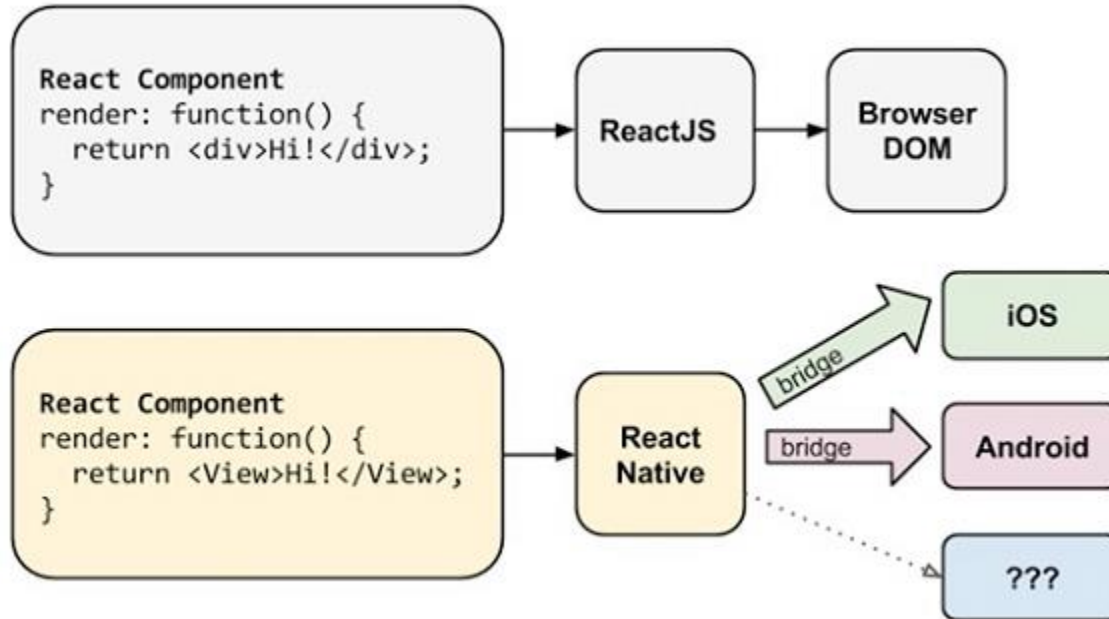 React Component
render: function() {
  return <div>Hi!</div>;
}
ReactJS
Browser
DOM
React Component
render: function() {
  return <View>Hi!</View>;
}
React
Native
bridge
iOS
bridge
Android
???